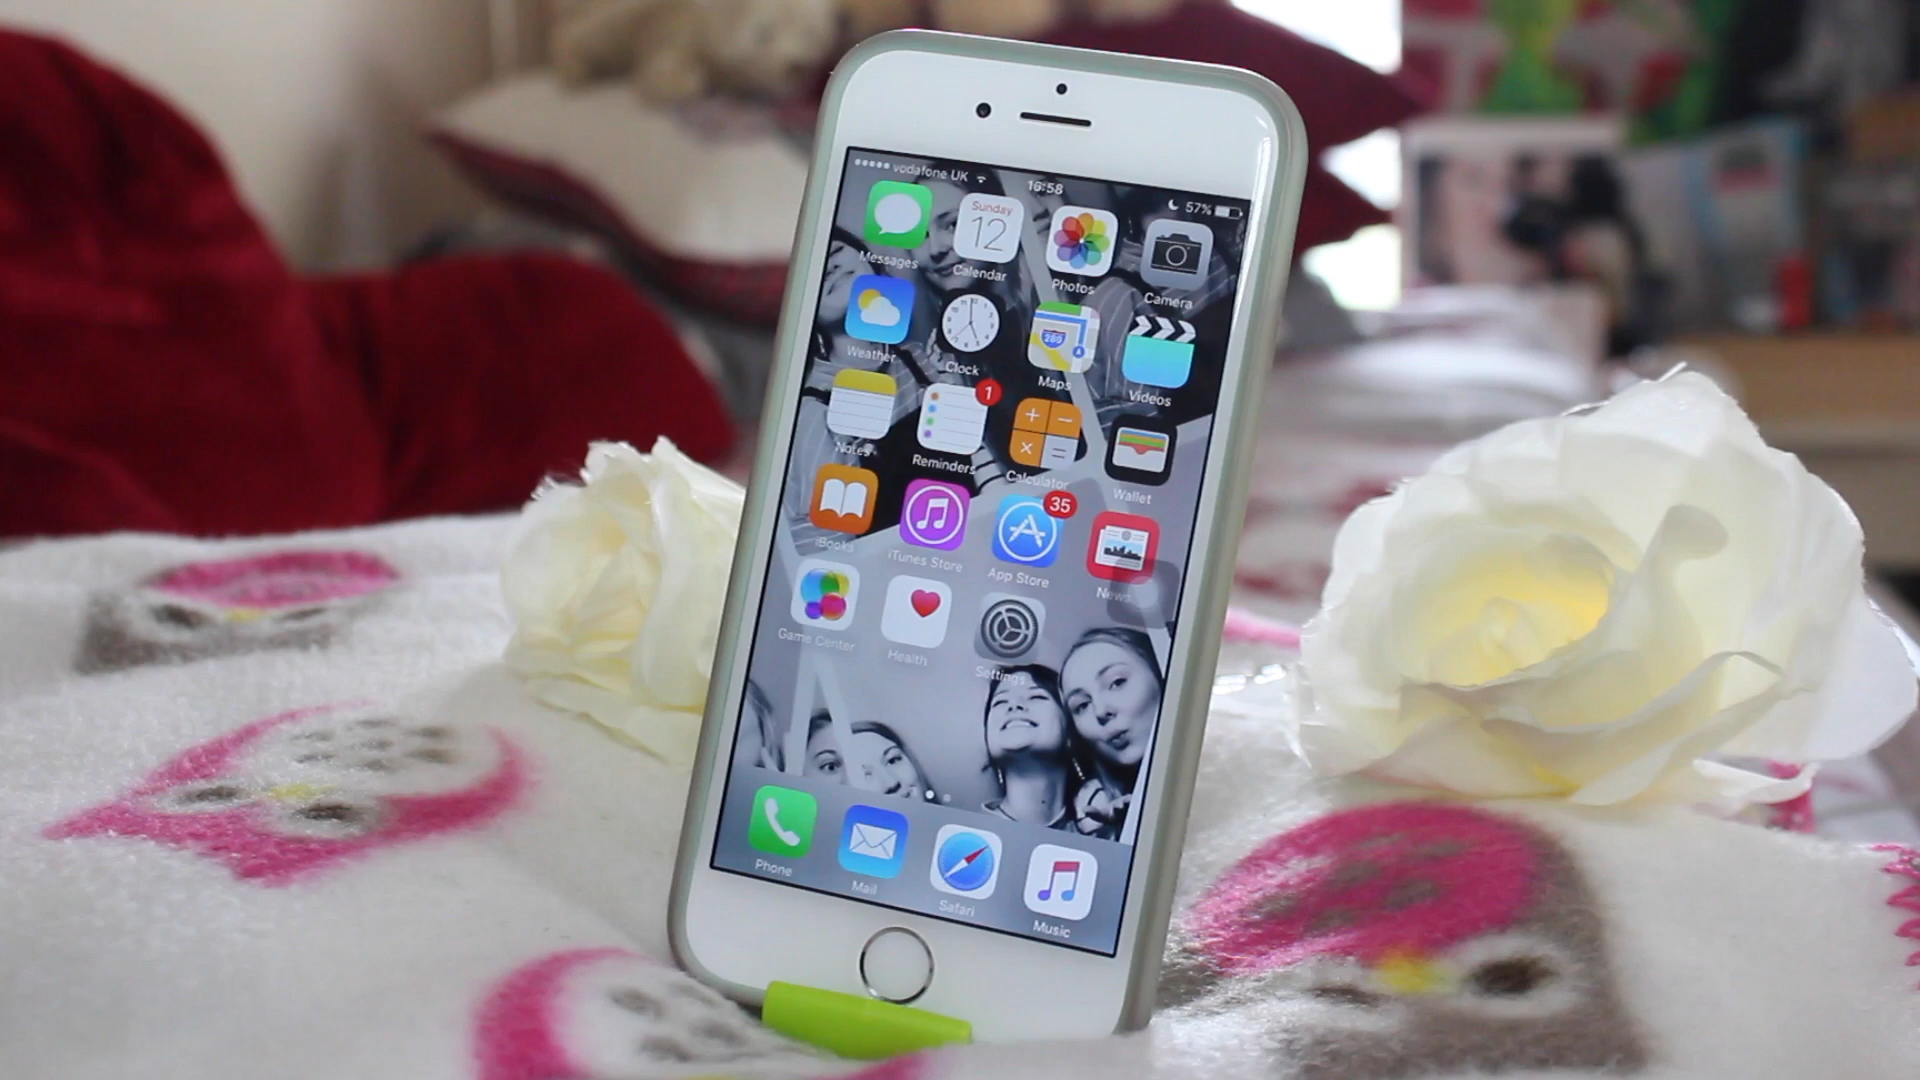 vodafone UK 16:58 57%
Messages Calendar Photos Camera
Sunday
12
Weather Clock Maps Videos
280
Notes Reminders Calculator Wallet
1
iBooks iTunes Store App Store News
35
Game Center Health Settings
Phone Mail Safari Music